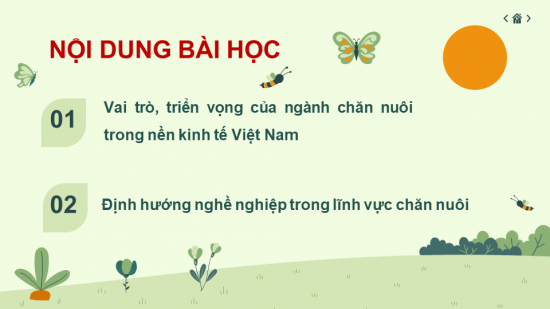 NỘI DUNG BÀI HỌC
01
Vai trò, triển vọng của ngành chăn nuôi
trong nền kinh tế Việt Nam
02
Định hướng nghề nghiệp trong lĩnh vực chăn nuôi